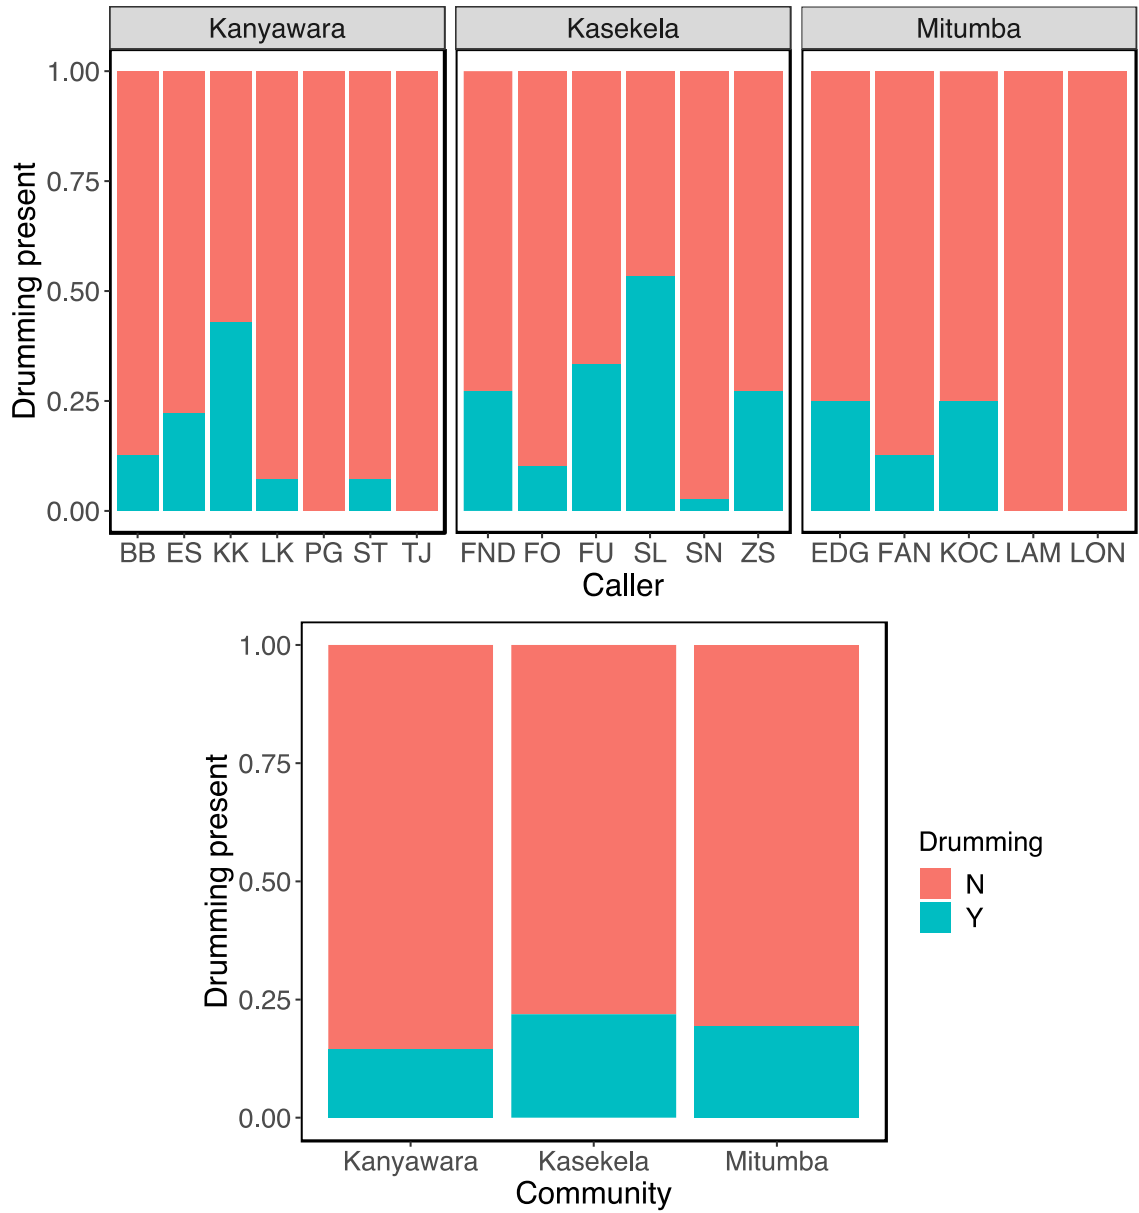 Kanyawara Kasekela Mitumba
Drumming present
1.00
0.75
0.50
0.25
0.00
BB ES KK LK PG ST TJ FND FO FU SL SN ZS EDG FAN KOC LAM LON
Caller
Drumming present
1.00
0.75
0.50
0.25
0.00
Kanyawara Kasekela Mitumba
Community
Drumming
N
Y